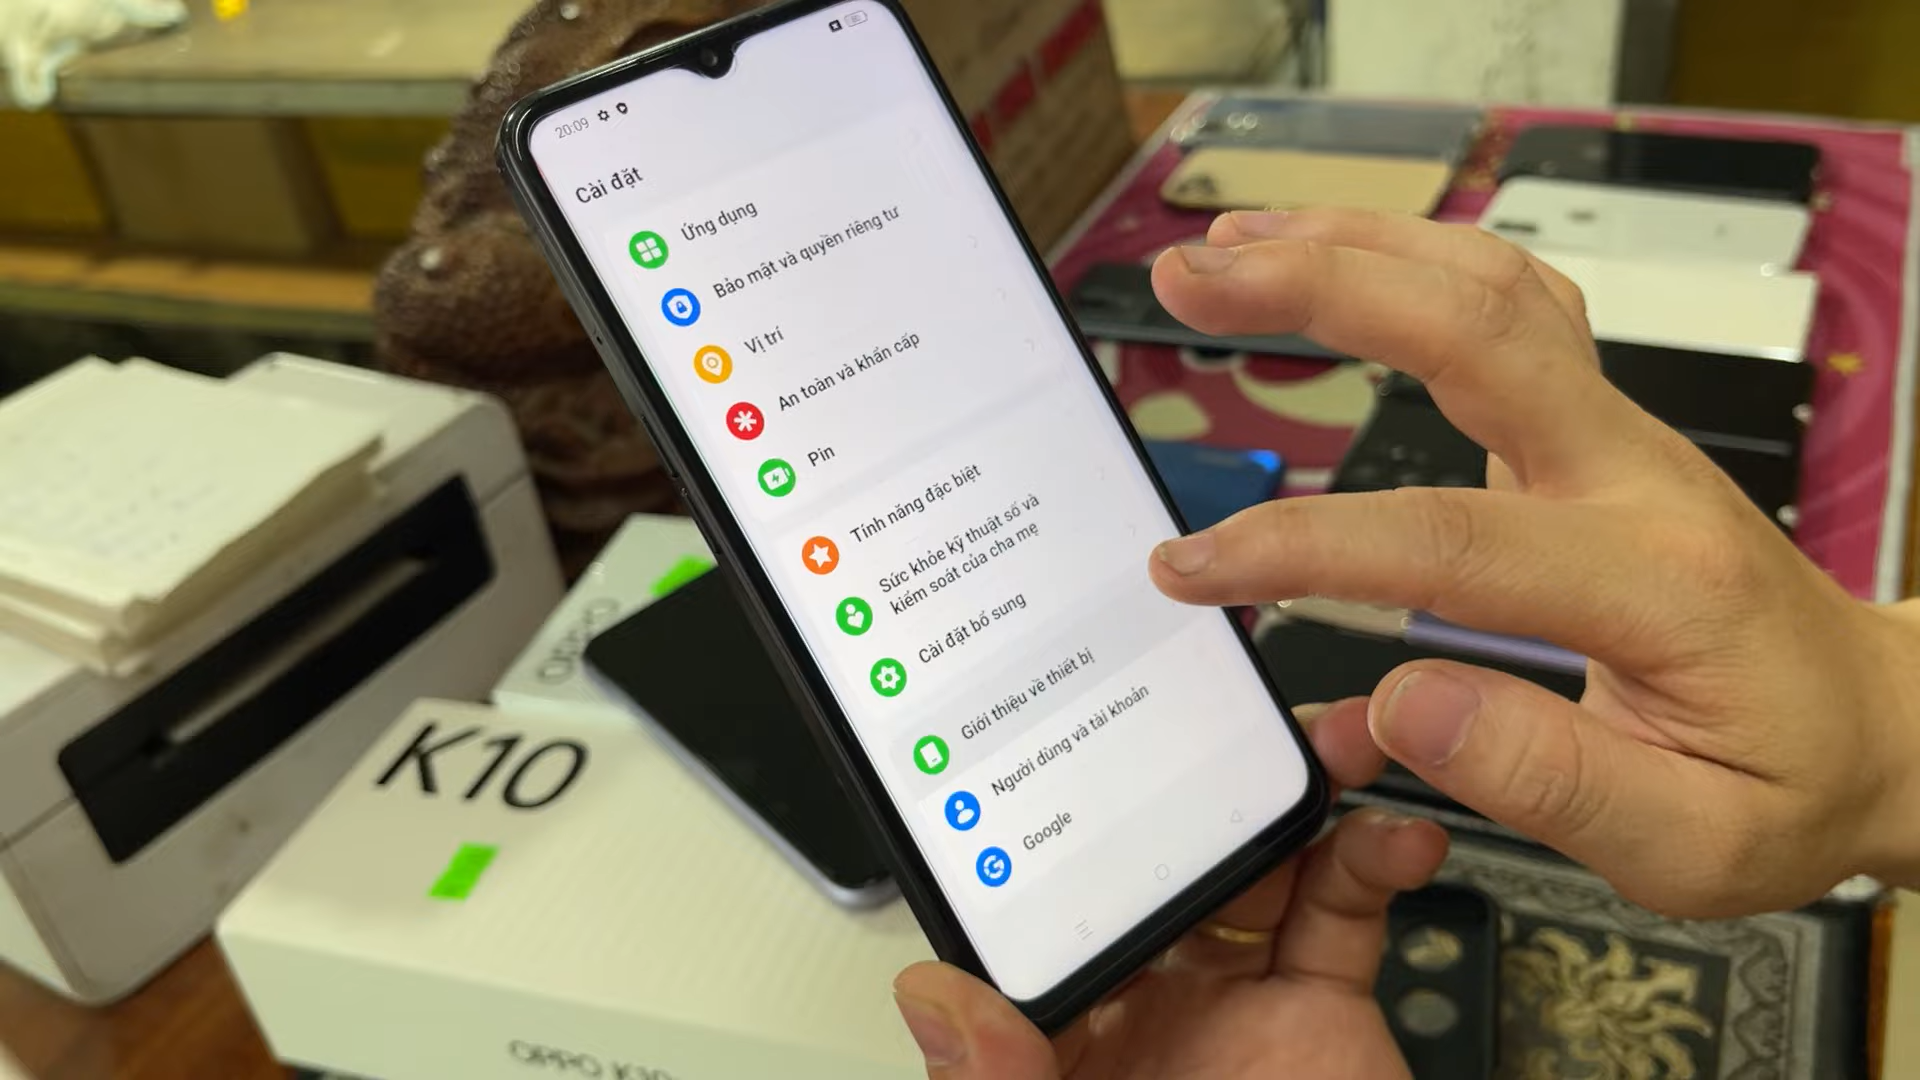 20:09
Cài đặt
Ứng dụng
Bảo mật và quyền riêng tư
Vị trí
An toàn và khẩn cấp
Pin
Tính năng đặc biệt
Sức khỏe kỹ thuật số và
kiểm soát của cha mẹ
Cài đặt bổ sung
Giới thiệu về thiết bị
Người dùng và tài khoản
Google
K10
OPPO